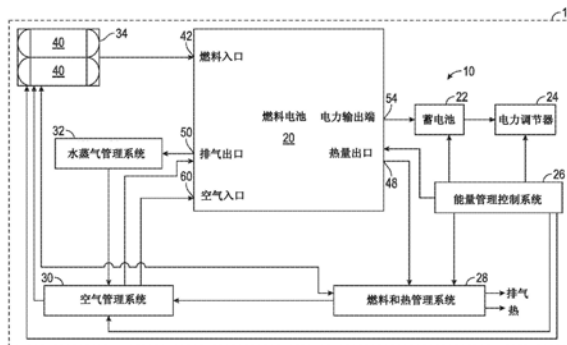 1
40
40
34
42
燃料入口
10
燃料电池
20
电力输出端
54
22
蓄电池
24
电力调节器
32
水蒸气管理系统
50
排气出口
热量出口
48
60
空气入口
26
能量管理控制系统
30
空气管理系统
28
燃料和热管理系统
排气
热